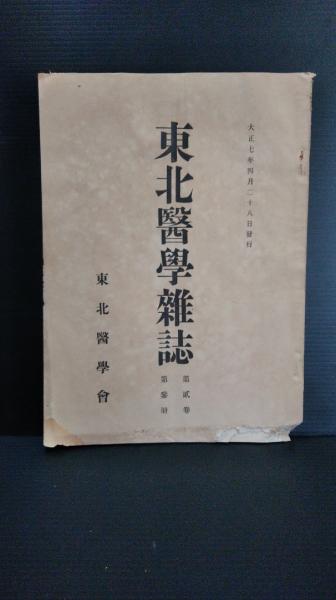 大正七年四月二十八日發行
東北醫學雜誌
第貳卷
第參册
東北醫學會